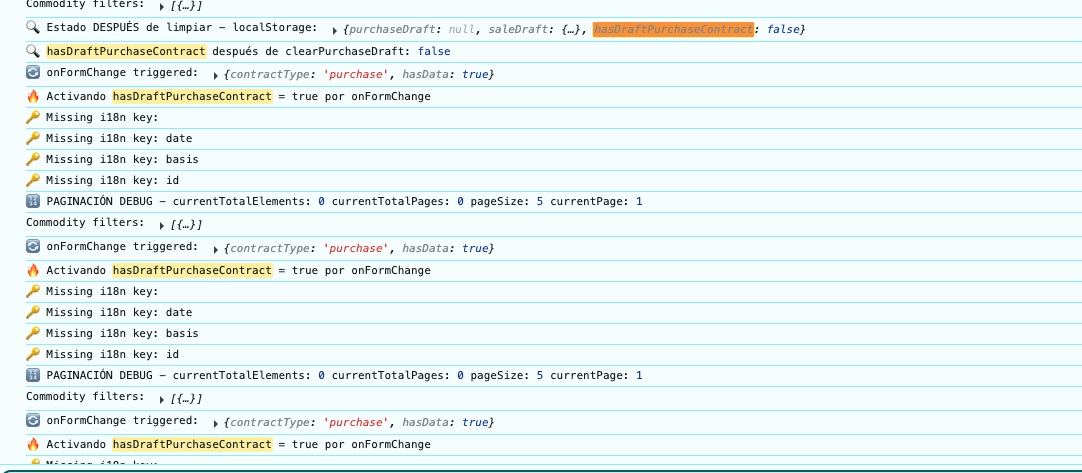 Commodity filters: ▸ [{…}]
🔍 Estado DESPUÉS de limpiar – localStorage: ▸ {purchaseDraft: null, saleDraft: {…}, hasDraftPurchaseContract: false}
🔍 hasDraftPurchaseContract después de clearPurchaseDraft: false
🔄 onFormChange triggered: ▸ {contractType: 'purchase', hasData: true}
🔥 Activando hasDraftPurchaseContract = true por onFormChange
🔑 Missing i18n key:
🔑 Missing i18n key: date
🔑 Missing i18n key: basis
🔑 Missing i18n key: id
🔢 PAGINACIÓN DEBUG – currentTotalElements: 0 currentTotalPages: 0 pageSize: 5 currentPage: 1
Commodity filters: ▸ [{…}]
🔄 onFormChange triggered: ▸ {contractType: 'purchase', hasData: true}
🔥 Activando hasDraftPurchaseContract = true por onFormChange
🔑 Missing i18n key:
🔑 Missing i18n key: date
🔑 Missing i18n key: basis
🔑 Missing i18n key: id
🔢 PAGINACIÓN DEBUG – currentTotalElements: 0 currentTotalPages: 0 pageSize: 5 currentPage: 1
Commodity filters: ▸ [{…}]
🔄 onFormChange triggered: ▸ {contractType: 'purchase', hasData: true}
🔥 Activando hasDraftPurchaseContract = true por onFormChange
🔑 Missing i18n key: